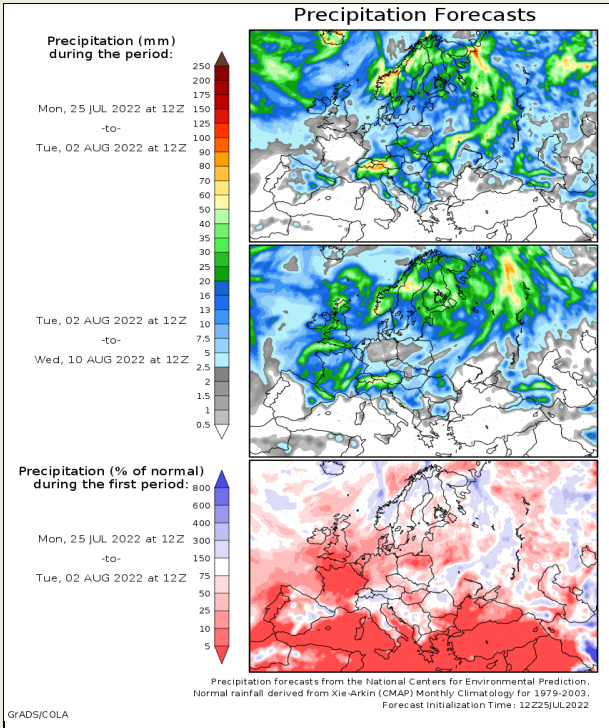 Precipitation Forecasts
Precipitation (mm)
during the period:
Mon, 25 JUL 2022 at 12Z
-to-
Tue, 02 AUG 2022 at 12Z
250
200
175
150
125
100
90
80
70
60
50
40
35
30
25
20
16
13
10
7.5
5
2.5
2
1.5
1
0.5
Tue, 02 AUG 2022 at 12Z
-to-
Wed, 10 AUG 2022 at 12Z
Precipitation (% of normal)
during the first period:
Mon, 25 JUL 2022 at 12Z
-to-
Tue, 02 AUG 2022 at 12Z
800
600
400
300
150
75
50
25
10
5
Precipitation forecasts from the National Centers for Environmental Prediction.
Normal rainfall derived from Xie-Arkin (CMAP) Monthly Climatology for 1979-2003.
Forecast Initialization Time: 12Z25JUL2022
GrADS/COLA